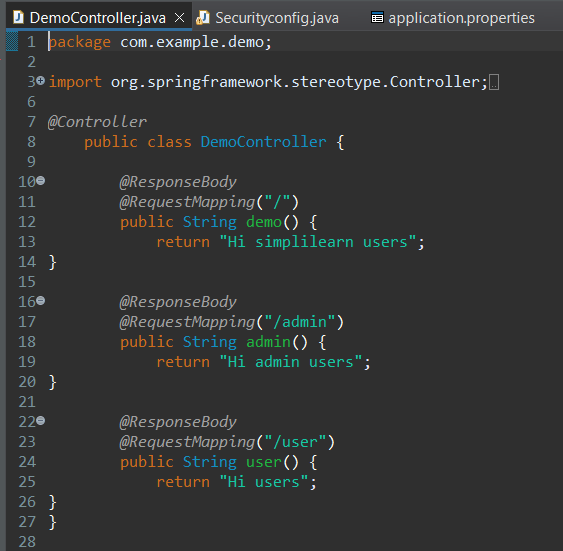 DemoController.java Securityconfig.java application.properties
1 package com.example.demo;
2
3 import org.springframework.stereotype.Controller;
6
7 @Controller
8     public class DemoController {
9
10         @ResponseBody
11         @RequestMapping("/")
12         public String demo() {
13             return "Hi simplilearn users";
14 }
15
16         @ResponseBody
17         @RequestMapping("/admin")
18         public String admin() {
19             return "Hi admin users";
20 }
21
22         @ResponseBody
23         @RequestMapping("/user")
24         public String user() {
25             return "Hi users";
26 }
27 }
28